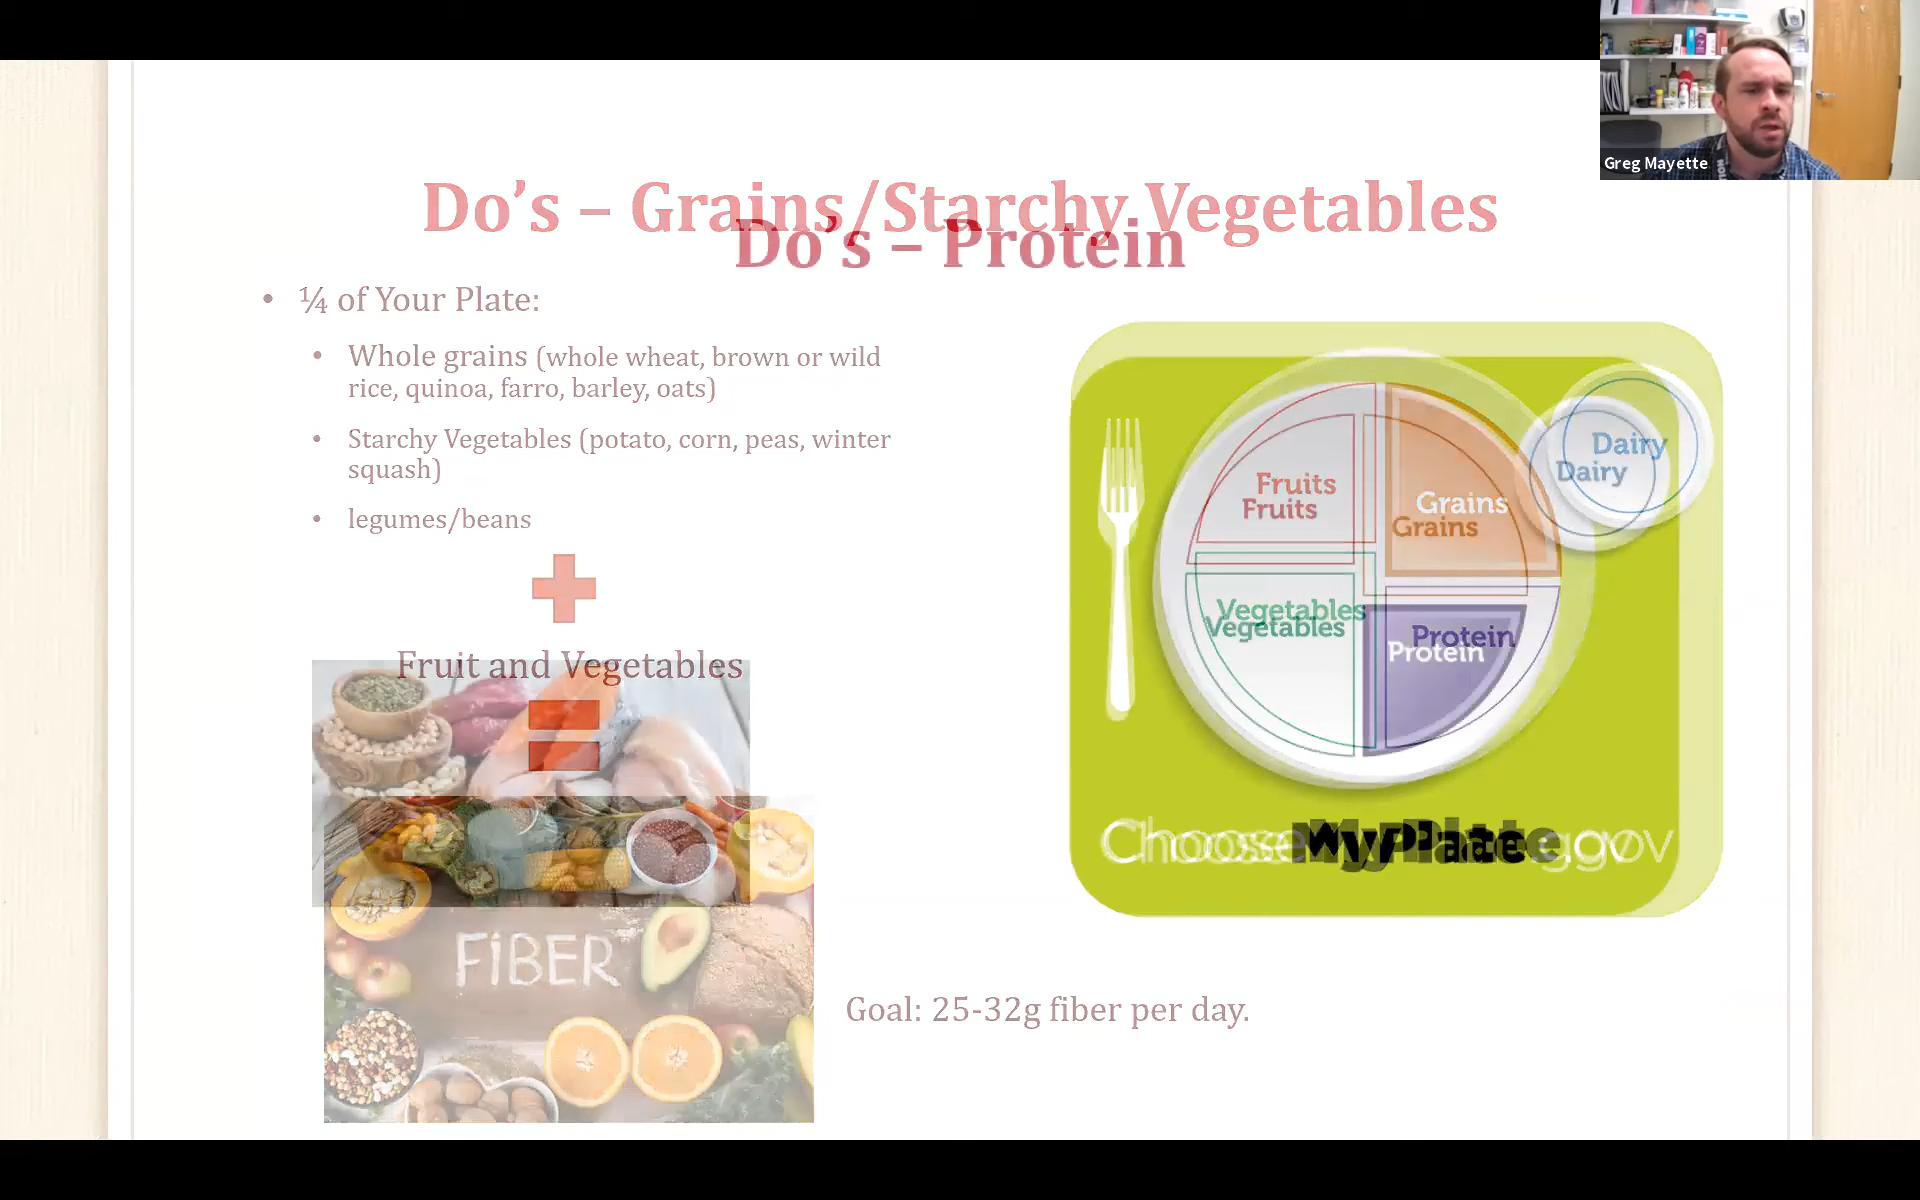 Greg Mayette
Do’s – Grains/Starchy Vegetables
Do’s – Protein
• ¼ of Your Plate:
• Whole grains (whole wheat, brown or wild
rice, quinoa, farro, barley, oats)
• Starchy Vegetables (potato, corn, peas, winter
squash)
• legumes/beans
Fruit and Vegetables
FiBER
Goal: 25-32g fiber per day.
Dairy
Dairy
Fruits
Fruits
Grains
Grains
Vegetables
Vegetables
Protein
Protein
ChooseMyPlate.gov